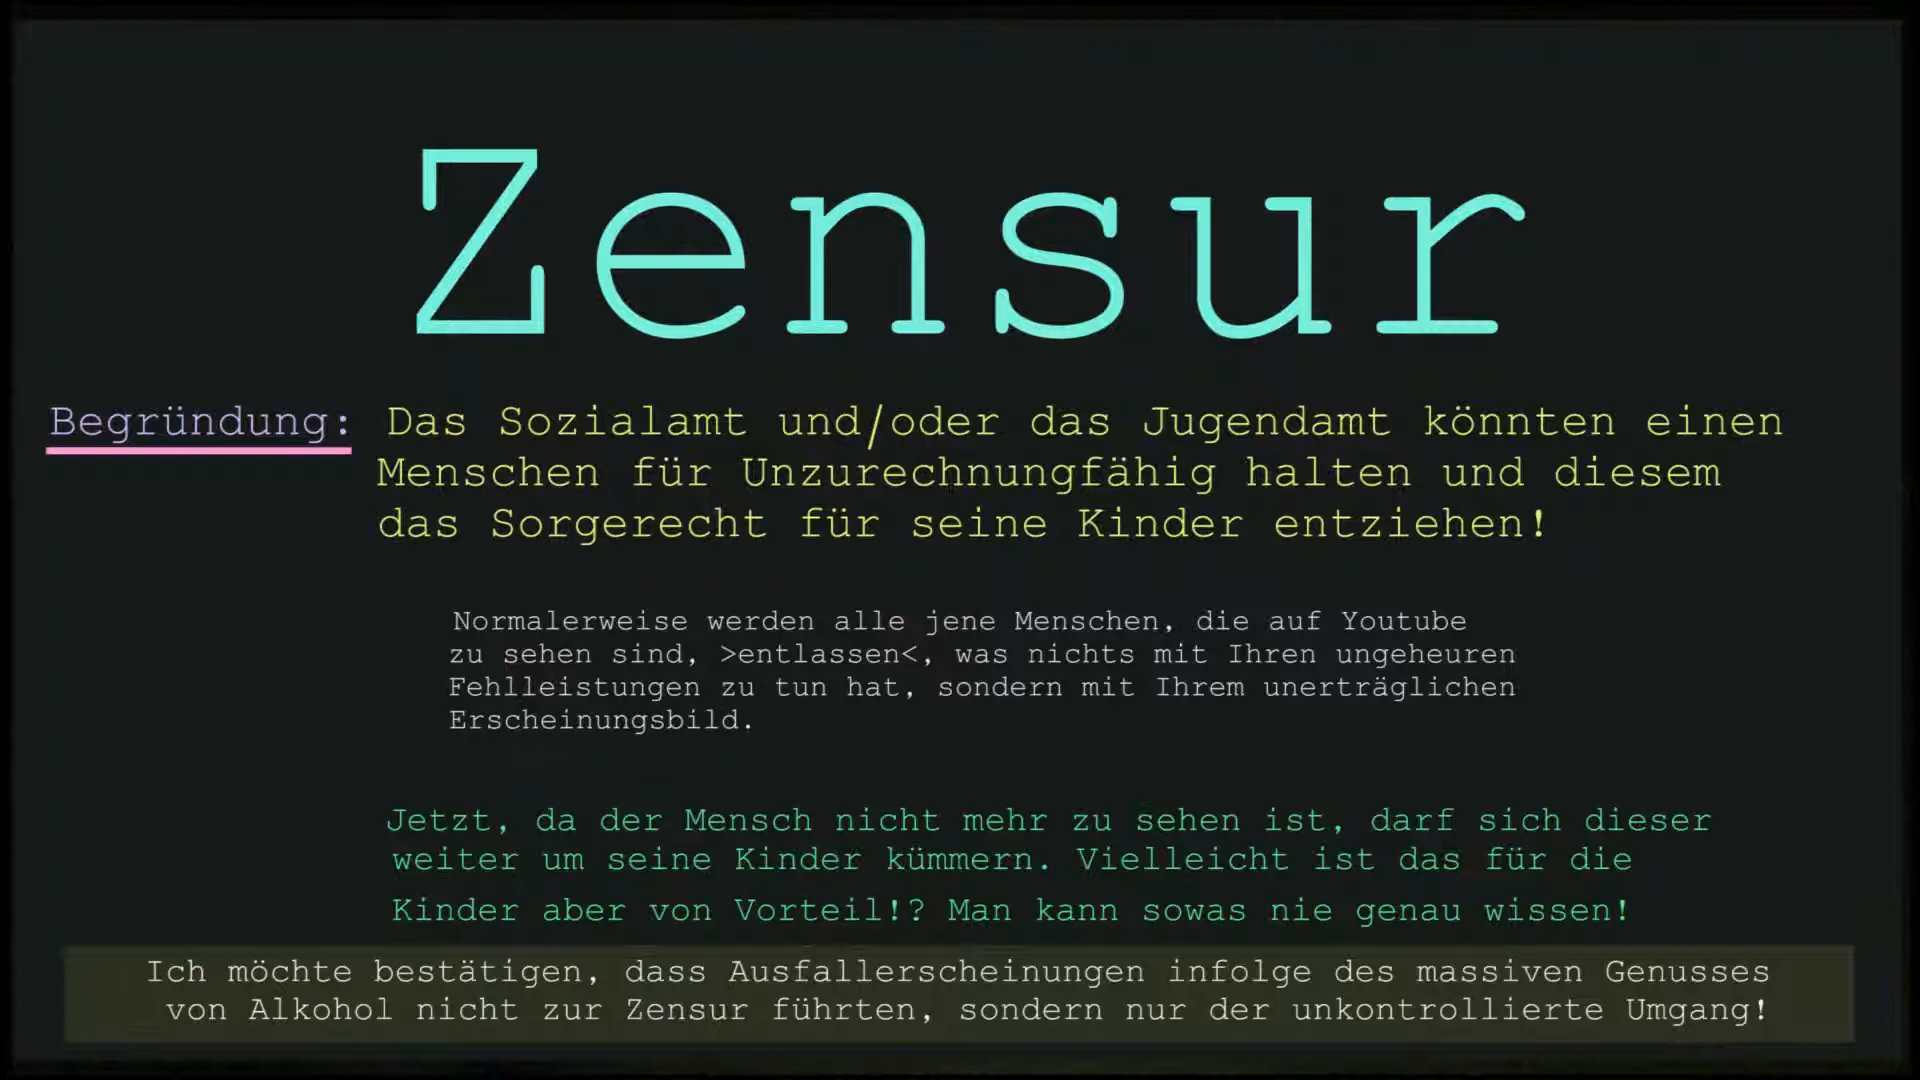 Zensur
Begründung: Das Sozialamt und/oder das Jugendamt könnten einen
Menschen für Unzurechnungfähig halten und diesem
das Sorgerecht für seine Kinder entziehen!
Normalerweise werden alle jene Menschen, die auf Youtube
zu sehen sind, >entlassen<, was nichts mit Ihren ungeheuren
Fehlleistungen zu tun hat, sondern mit Ihrem unerträglichen
Erscheinungsbild.
Jetzt, da der Mensch nicht mehr zu sehen ist, darf sich dieser
weiter um seine Kinder kümmern. Vielleicht ist das für die
Kinder aber von Vorteil!? Man kann sowas nie genau wissen!
Ich möchte bestätigen, dass Ausfallerscheinungen infolge des massiven Genusses
von Alkohol nicht zur Zensur führten, sondern nur der unkontrollierte Umgang!